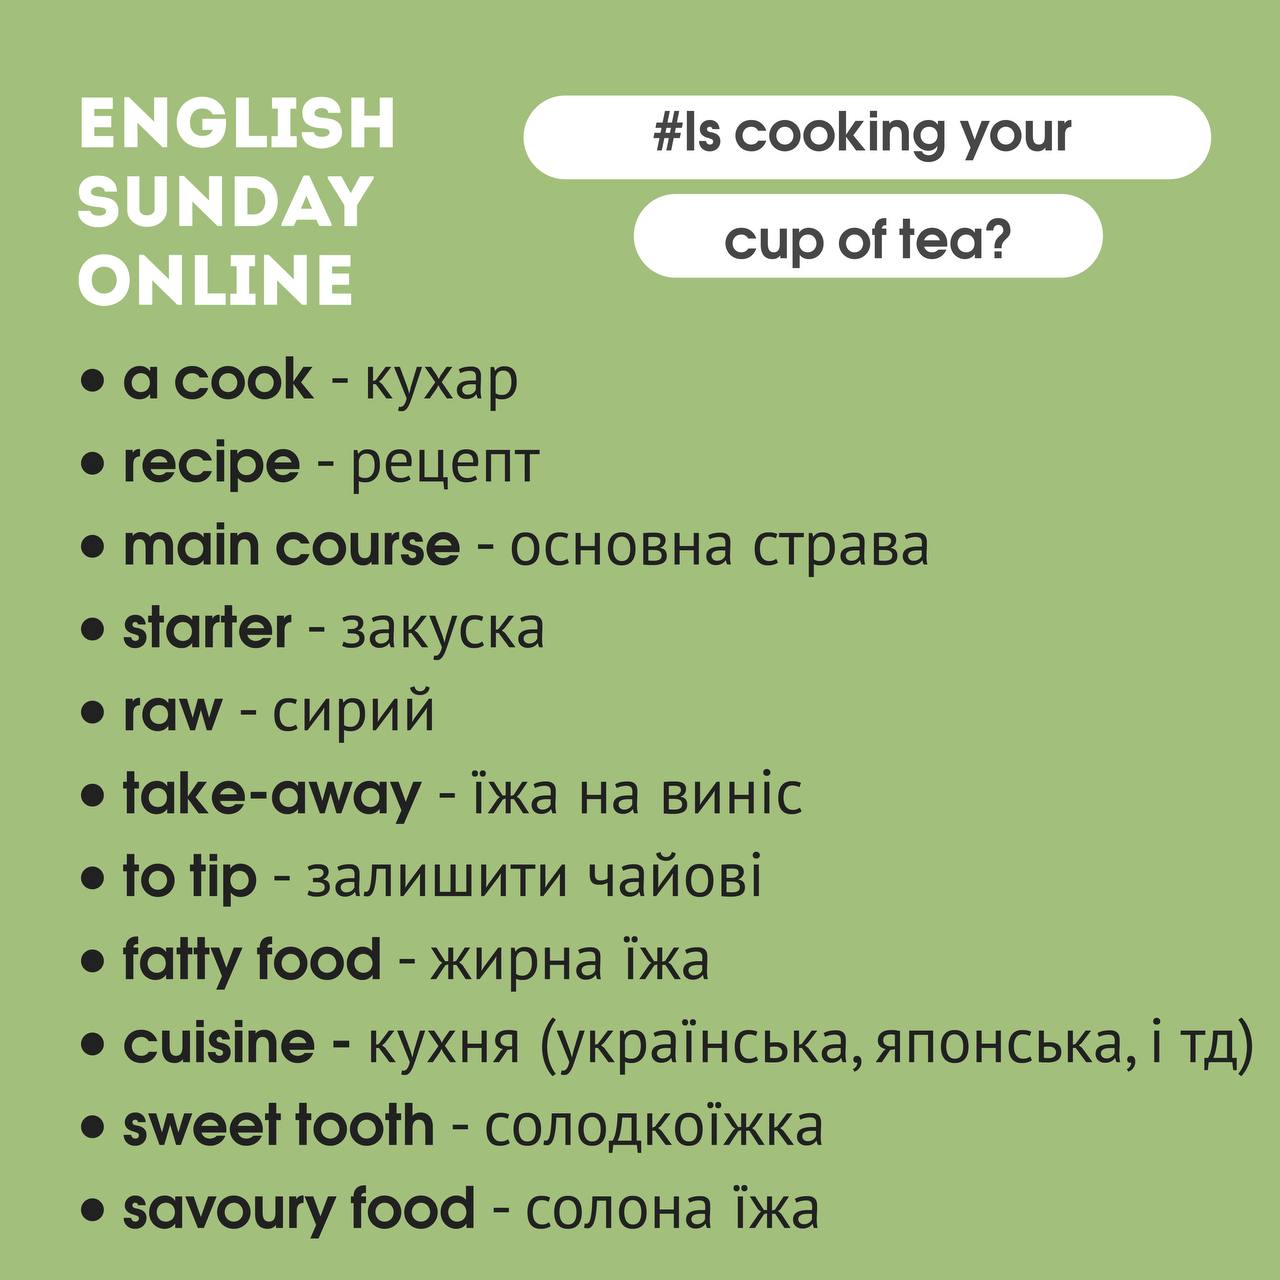 ENGLISH
SUNDAY
ONLINE
#Is cooking your
cup of tea?
• a cook - кухар
• recipe - рецепт
• main course - основна страва
• starter - закуска
• raw - сирий
• take-away - їжа на виніс
• to tip - залишити чайові
• fatty food - жирна їжа
• cuisine - кухня (українська, японська, і тд)
• sweet tooth - солодкоїжка
• savoury food - солона їжа